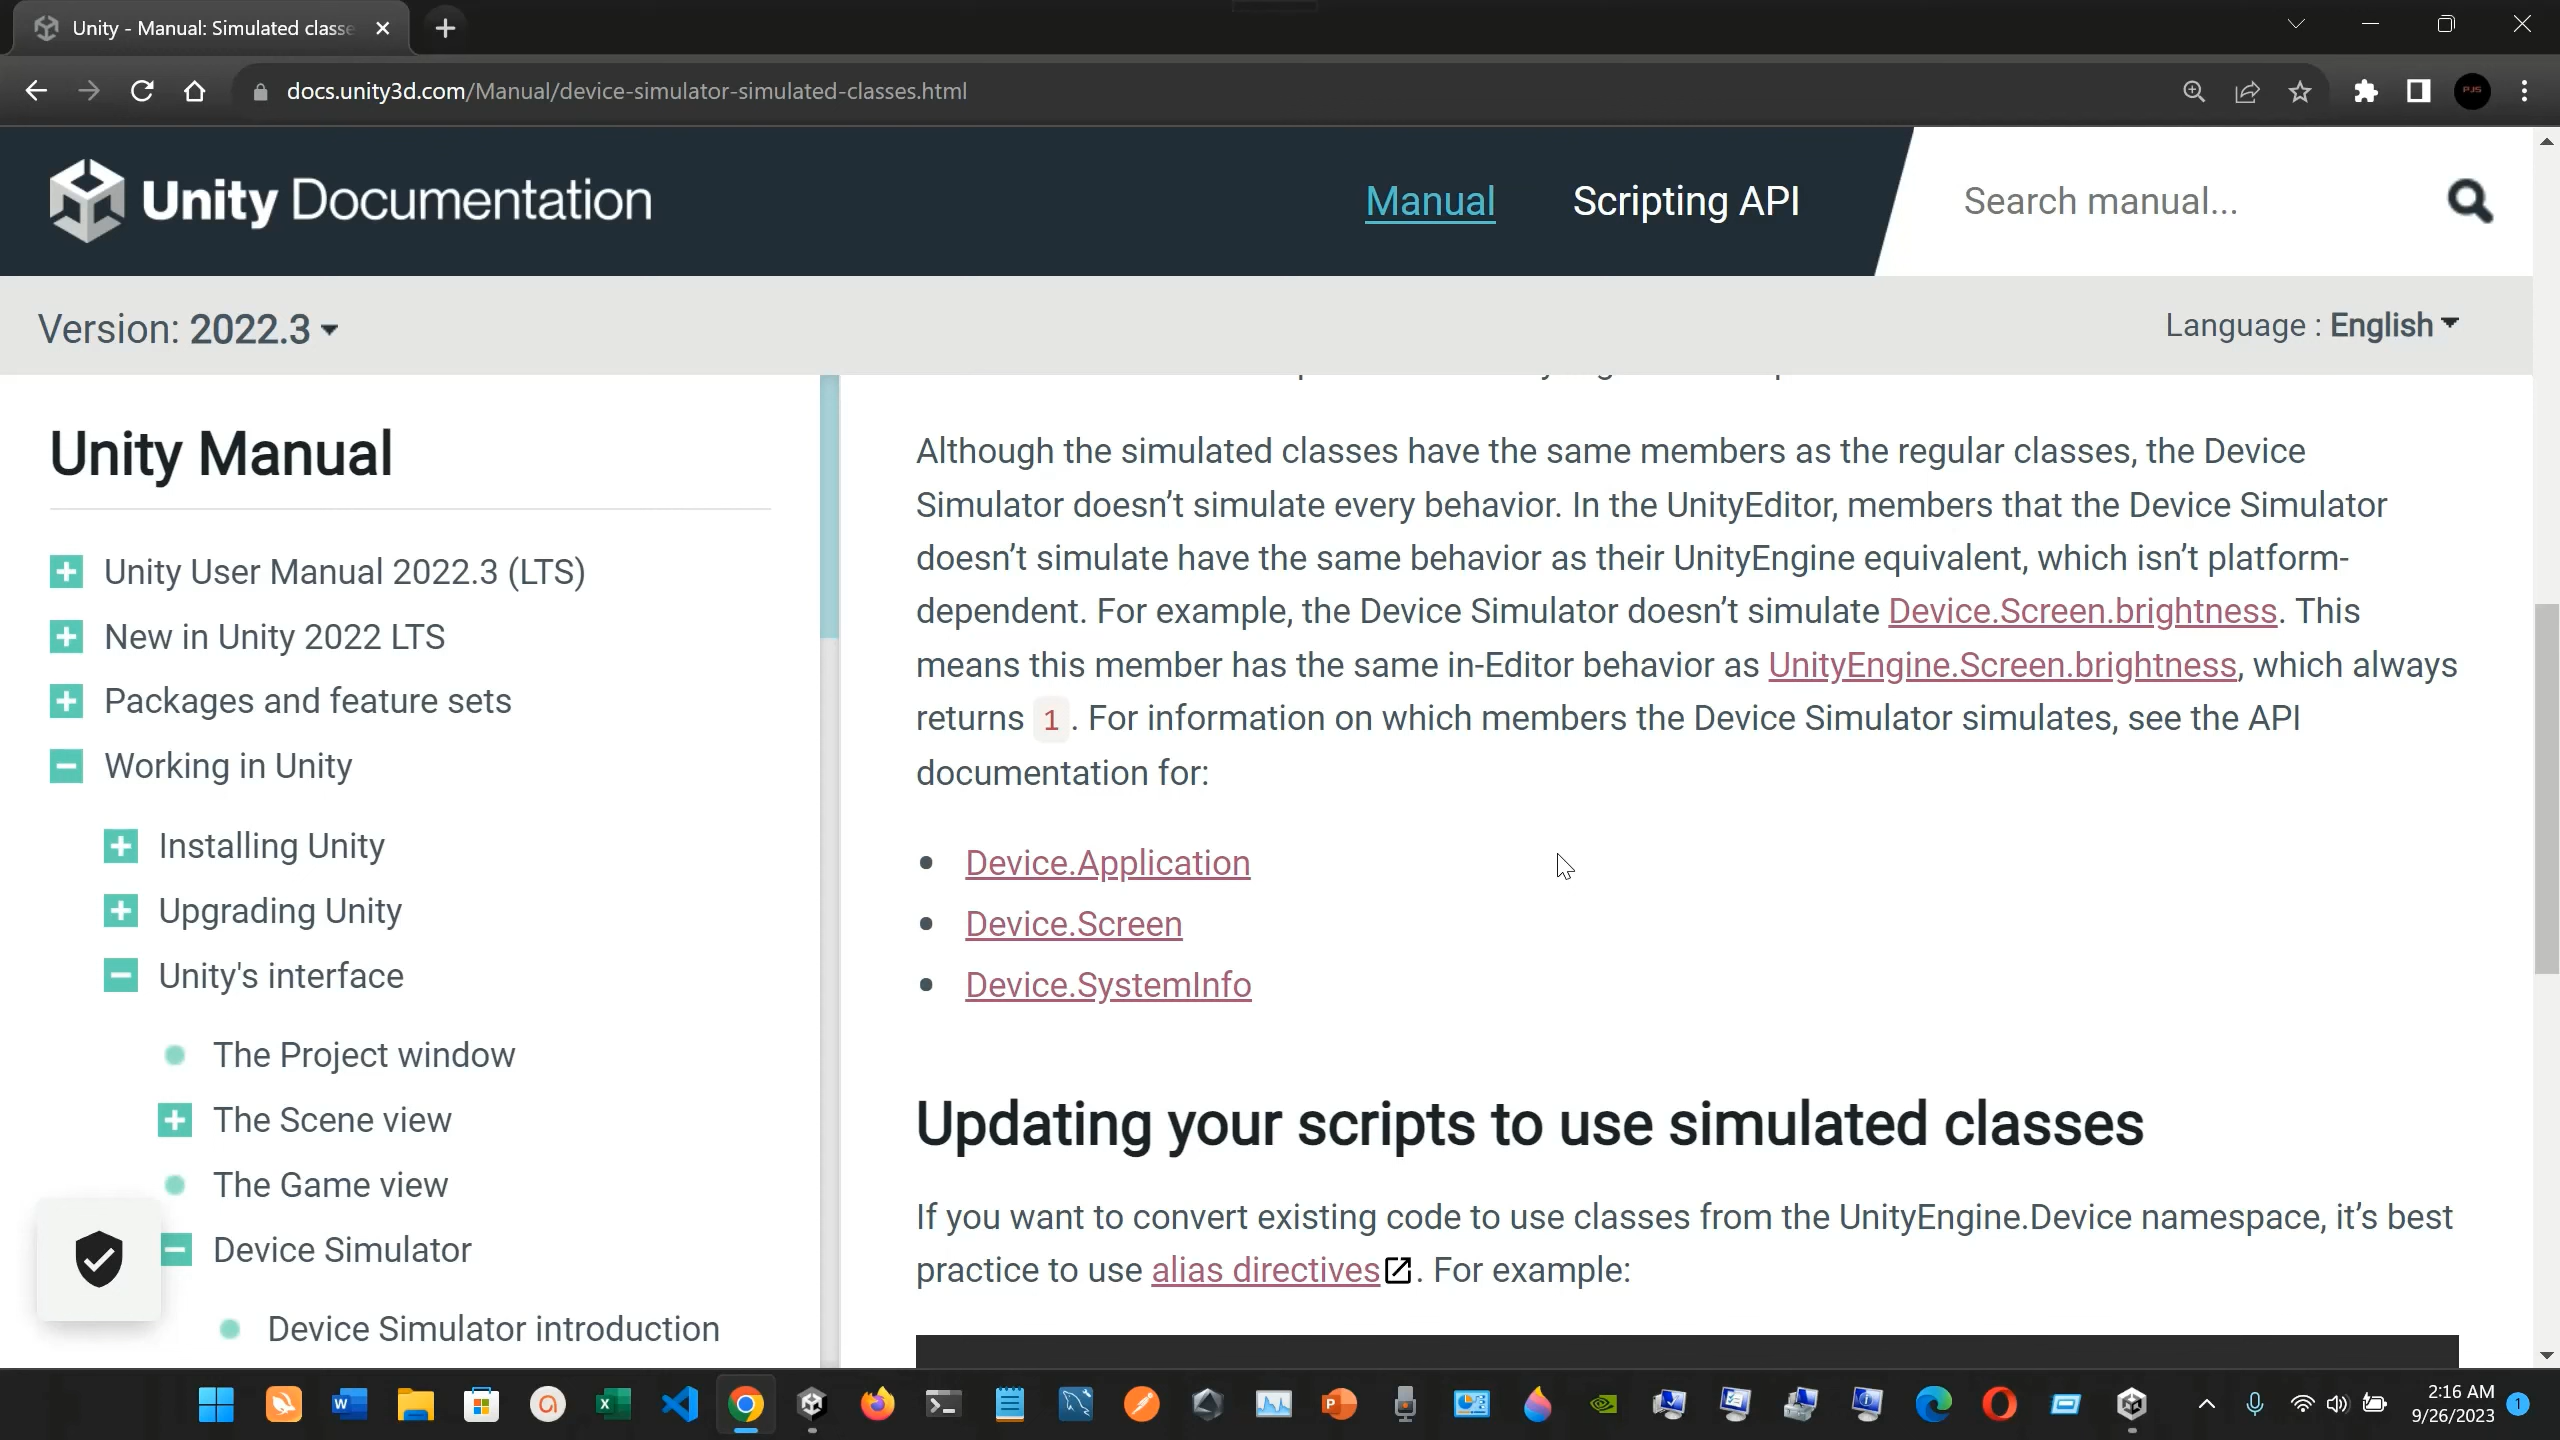 Unity - Manual: Simulated classe
docs.unity3d.com/Manual/device-simulator-simulated-classes.html
PJS
Unity Documentation
Manual
Scripting API
Search manual...
Version: 2022.3
Language : English
Unity Manual
Unity User Manual 2022.3 (LTS)
New in Unity 2022 LTS
Packages and feature sets
Working in Unity
Installing Unity
Upgrading Unity
Unity's interface
The Project window
The Scene view
The Game view
Device Simulator
Device Simulator introduction
Although the simulated classes have the same members as the regular classes, the Device
Simulator doesn’t simulate every behavior. In the UnityEditor, members that the Device Simulator
doesn’t simulate have the same behavior as their UnityEngine equivalent, which isn’t platform-
dependent. For example, the Device Simulator doesn’t simulate Device.Screen.brightness. This
means this member has the same in-Editor behavior as UnityEngine.Screen.brightness, which always
returns 1. For information on which members the Device Simulator simulates, see the API
documentation for:
Device.Application
Device.Screen
Device.SystemInfo
Updating your scripts to use simulated classes
If you want to convert existing code to use classes from the UnityEngine.Device namespace, it’s best
practice to use alias directives. For example:
2:16 AM
9/26/2023
1